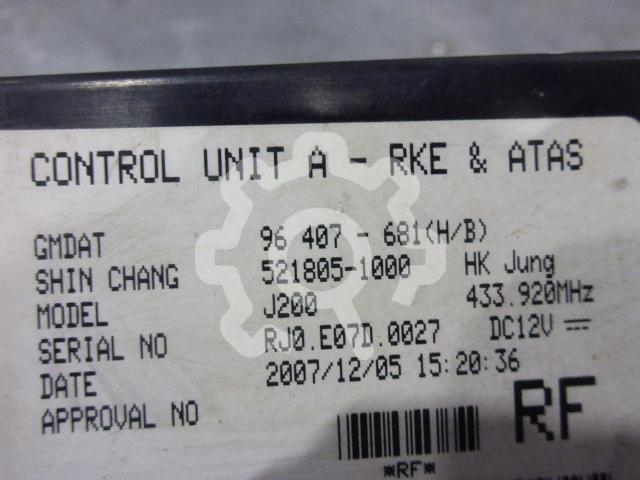 CONTROL UNIT A - RKE & ATAS
GMDAT 96 407 - 681(H/B)
SHIN CHANG 521805-1000 HK Jung
MODEL J200 433.920MHz
SERIAL NO RJ0.E07D.0027 DC12V
DATE 2007/12/05 15:20:36
APPROVAL NO
RF
*RF*